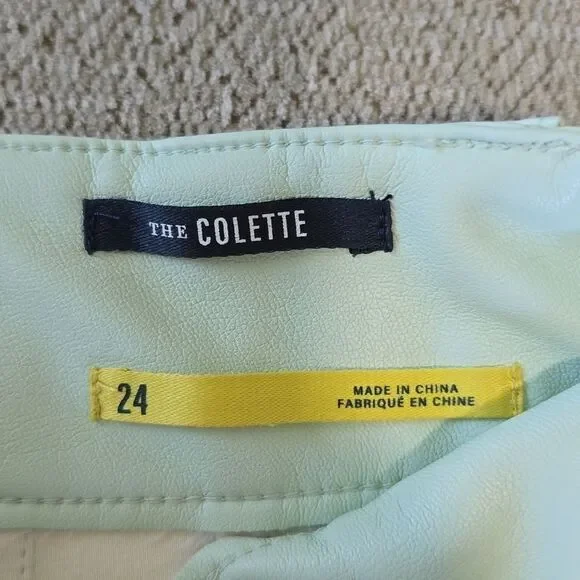 THE COLETTE
24
MADE IN CHINA
FABRIQUÉ EN CHINE